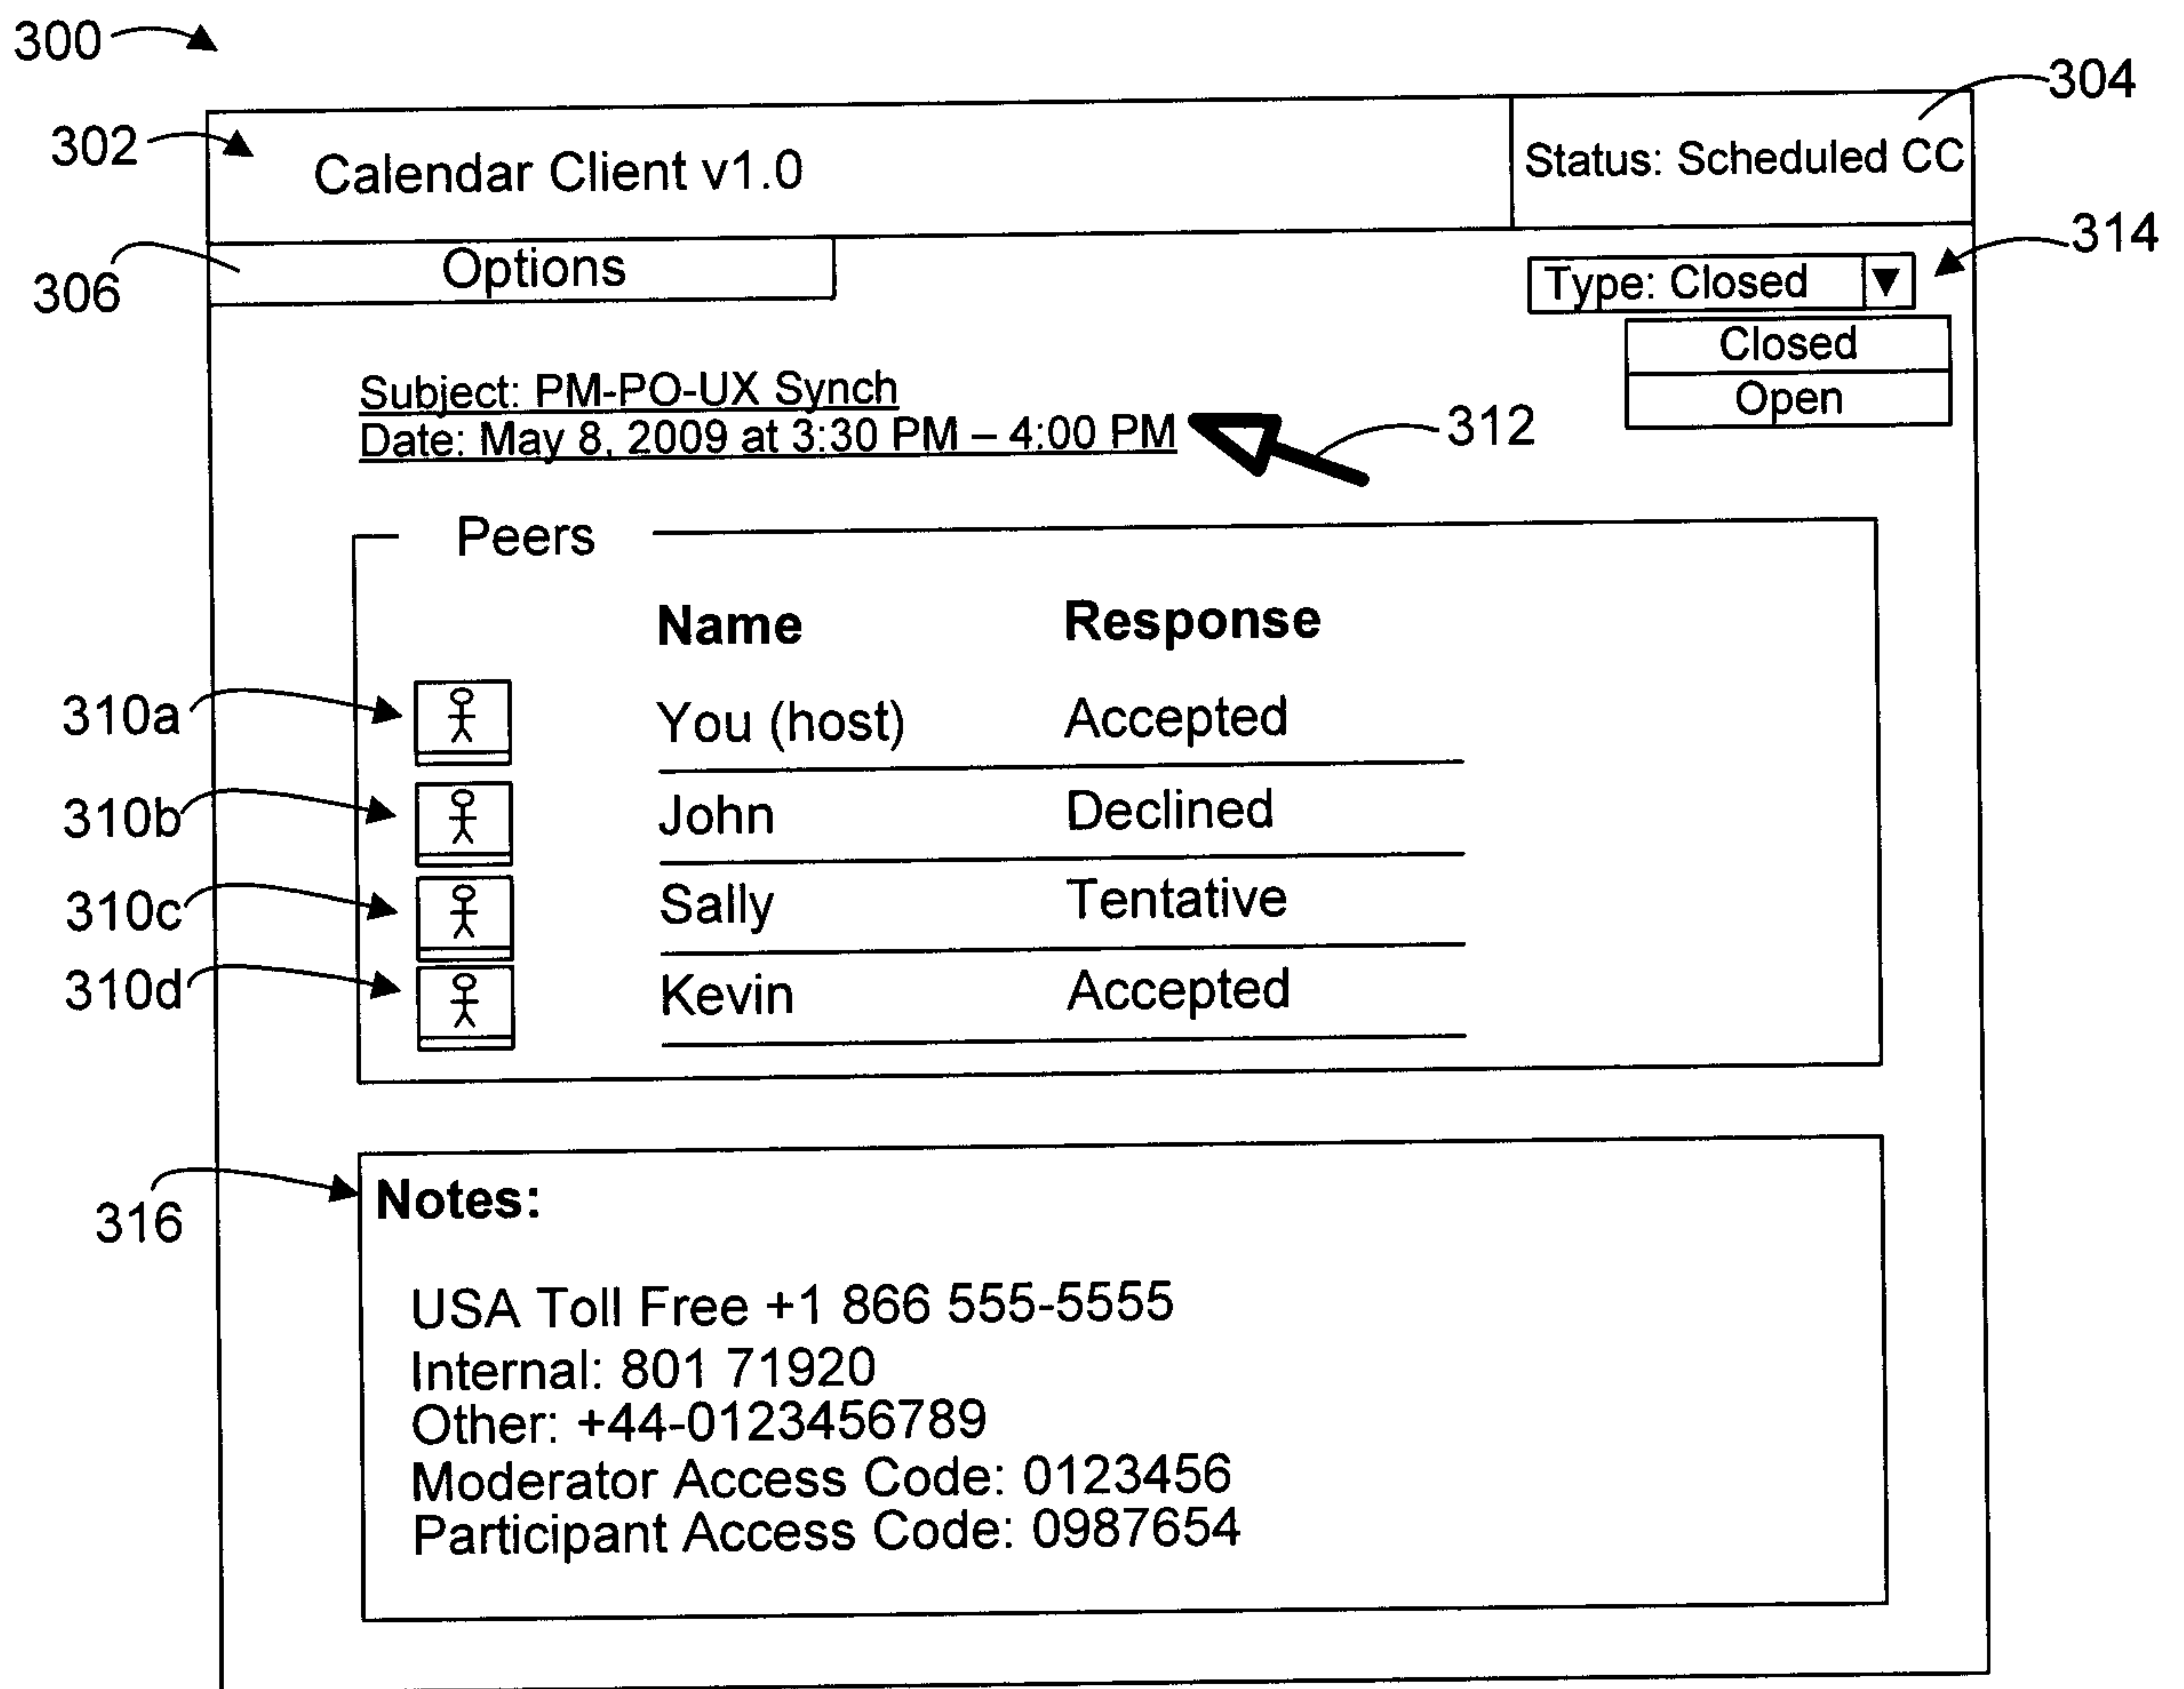 300
304
302
Calendar Client v1.0
Status: Scheduled CC
306
Options
314
Type: Closed
Closed
Open
Subject: PM-PO-UX Synch
Date: May 8, 2009 at 3:30 PM – 4:00 PM
312
Peers
Name Response
310a You (host) Accepted
310b John Declined
310c Sally Tentative
310d Kevin Accepted
316
Notes:
USA Toll Free +1 866 555-5555
Internal: 801 71920
Other: +44-0123456789
Moderator Access Code: 0123456
Participant Access Code: 0987654